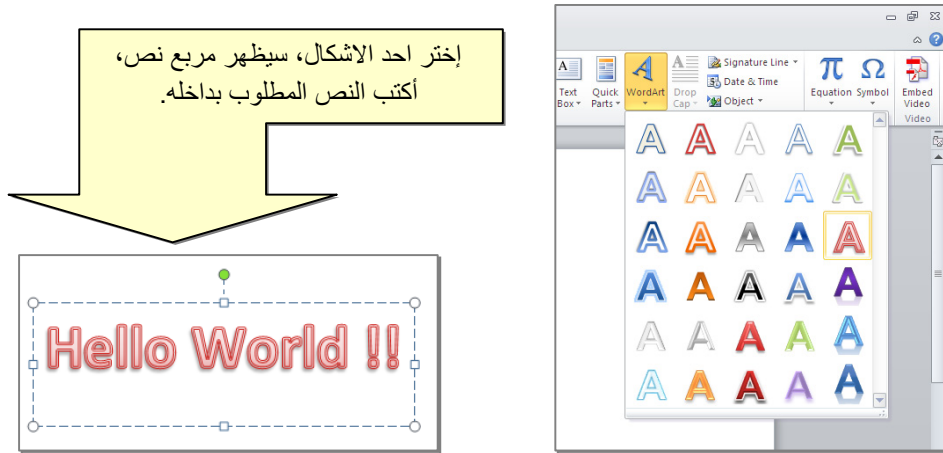 إختر احد الاشكال، سيظهر مربع نص،
أكتب النص المطلوب بداخله.
Hello World !!
Text Box
Quick Parts
WordArt
Drop Cap
Signature Line
Date & Time
Object
Equation
Symbol
Embed Video
Video